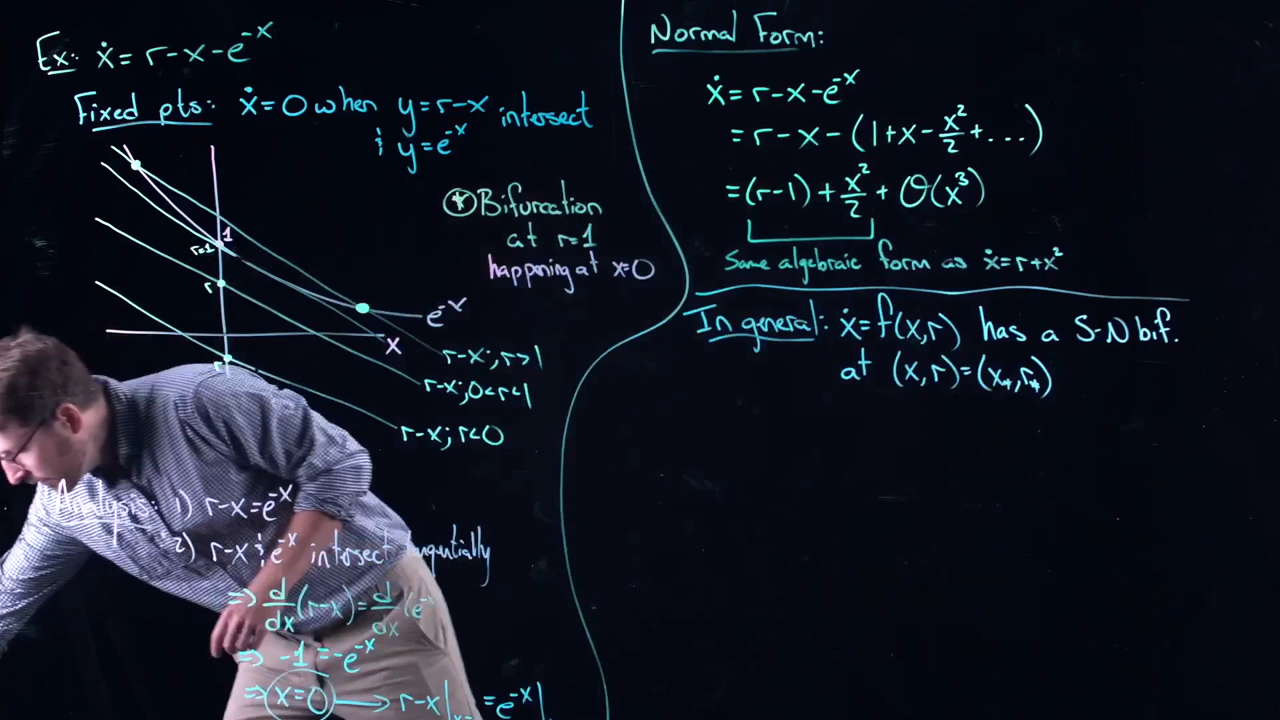 Ex: ẋ = r-x-e^{-x}
Fixed pts: ẋ=0 when y=r-x intersect
& y=e^{-x}
⊛ Bifurcation
at r=1
happening at x=0
r=1
1
r
r
e^{-x}
x
r-x; r>1
r-x; 0<r<1
r-x; r<0
Analysis: 1) r-x=e^{-x}
2) r-x & e^{-x} intersect tangentially
=> d/dx (r-x) = d/dx (e^{-x}
=> -1 = -e^{-x}
=> x=0 → r-x| = e^{-x}|
Normal Form:
ẋ = r-x-e^{-x}
= r-x-(1+x-x²/2+...)
= (r-1) + x²/2 + O(x³)
Same algebraic form as ẋ=r+x²
In general: ẋ=f(x,r) has a S-N bif.
at (x,r)=(x*,r*)